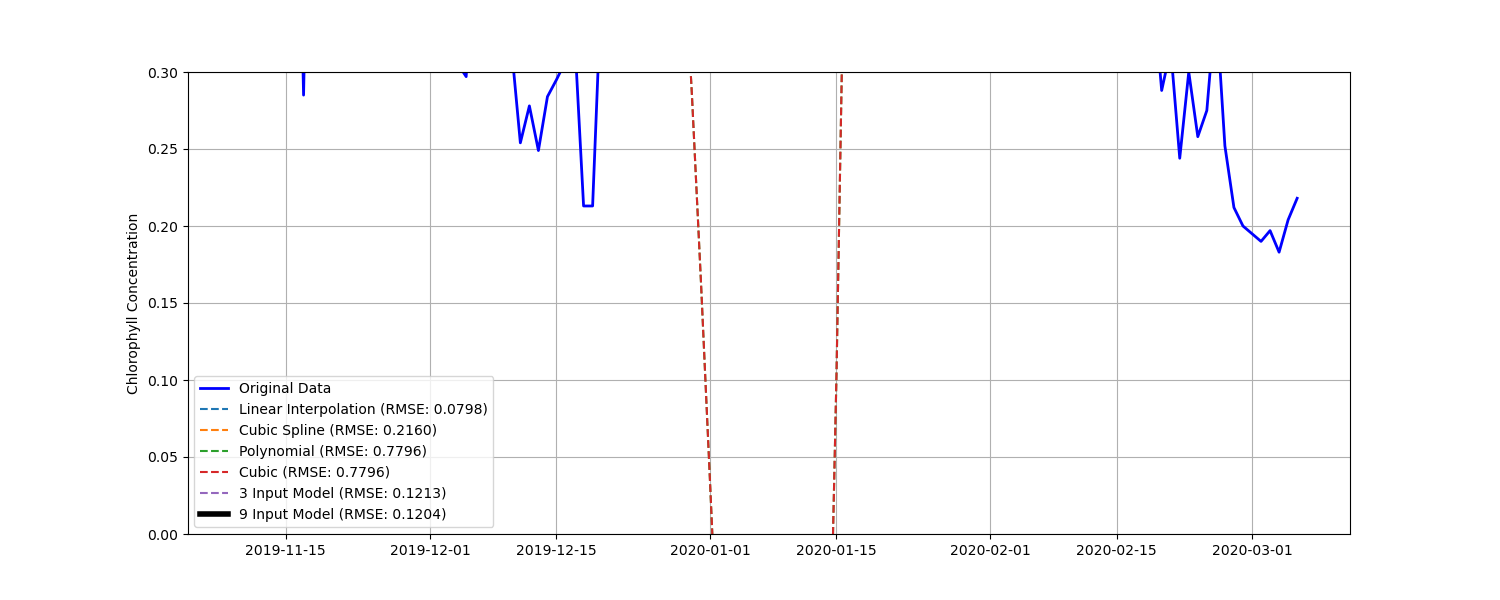 0.30
0.25
0.20
0.15
0.10
0.05
0.00
Chlorophyll Concentration
Original Data
Linear Interpolation (RMSE: 0.0798)
Cubic Spline (RMSE: 0.2160)
Polynomial (RMSE: 0.7796)
Cubic (RMSE: 0.7796)
3 Input Model (RMSE: 0.1213)
9 Input Model (RMSE: 0.1204)
2019-11-15 2019-12-01 2019-12-15 2020-01-01 2020-01-15 2020-02-01 2020-02-15 2020-03-01